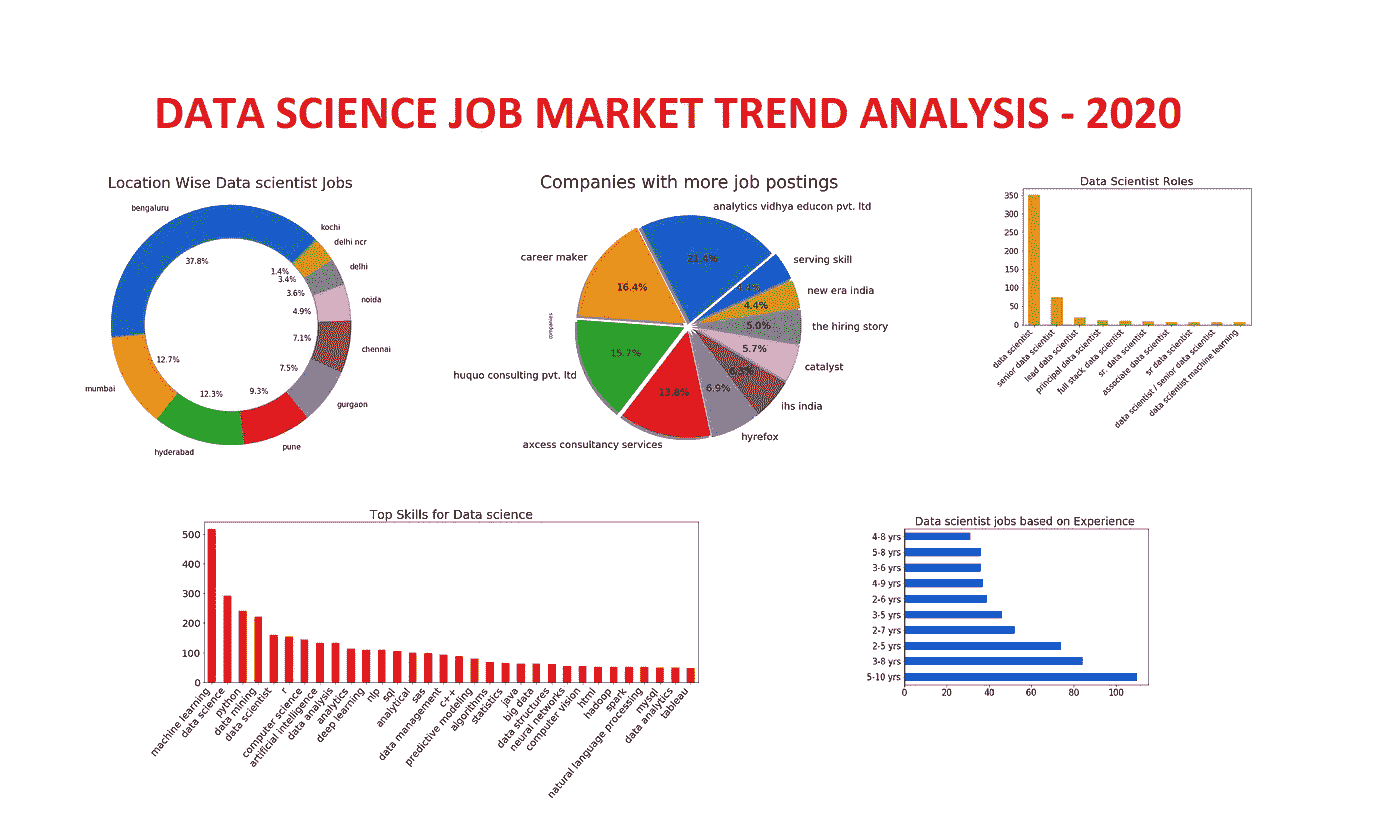 DATA SCIENCE JOB MARKET TREND ANALYSIS - 2020
Location Wise Data scientist Jobs
bengaluru
kochi
delhi ncr
delhi
noida
chennai
gurgaon
pune
hyderabad
mumbai
37.8%
1.4%
3.4%
3.6%
4.9%
7.1%
7.5%
9.3%
12.3%
12.7%
Companies with more job postings
analytics vidhya educon pvt. ltd
serving skill
new era india
the hiring story
catalyst
ihs india
hyrefox
axcess consultancy services
huquo consulting pvt. ltd
career maker
companies
21.4%
4.4%
5.0%
5.7%
6.9%
13.8%
15.7%
16.4%
Data Scientist Roles
350
300
250
200
150
100
50
0
data scientist
senior data scientist
lead data scientist
principal data scientist
full stack data scientist
sr. data scientist
associate data scientist
sr data scientist
data scientist / senior data scientist
data scientist machine learning
Top Skills for Data science
500
400
300
200
100
0
machine learning
data science
python
data mining
data scientist
r
computer science
artificial intelligence
data analysis
analytics
deep learning
nlp
sql
analytical
sas
data management
c++
predictive modeling
algorithms
statistics
java
big data
data structures
neural networks
computer vision
html
hadoop
spark
natural language processing
mysql
data analytics
tableau
Data scientist jobs based on Experience
4-8 yrs
5-8 yrs
3-6 yrs
4-9 yrs
2-6 yrs
3-5 yrs
2-7 yrs
2-5 yrs
3-8 yrs
5-10 yrs
0 20 40 60 80 100